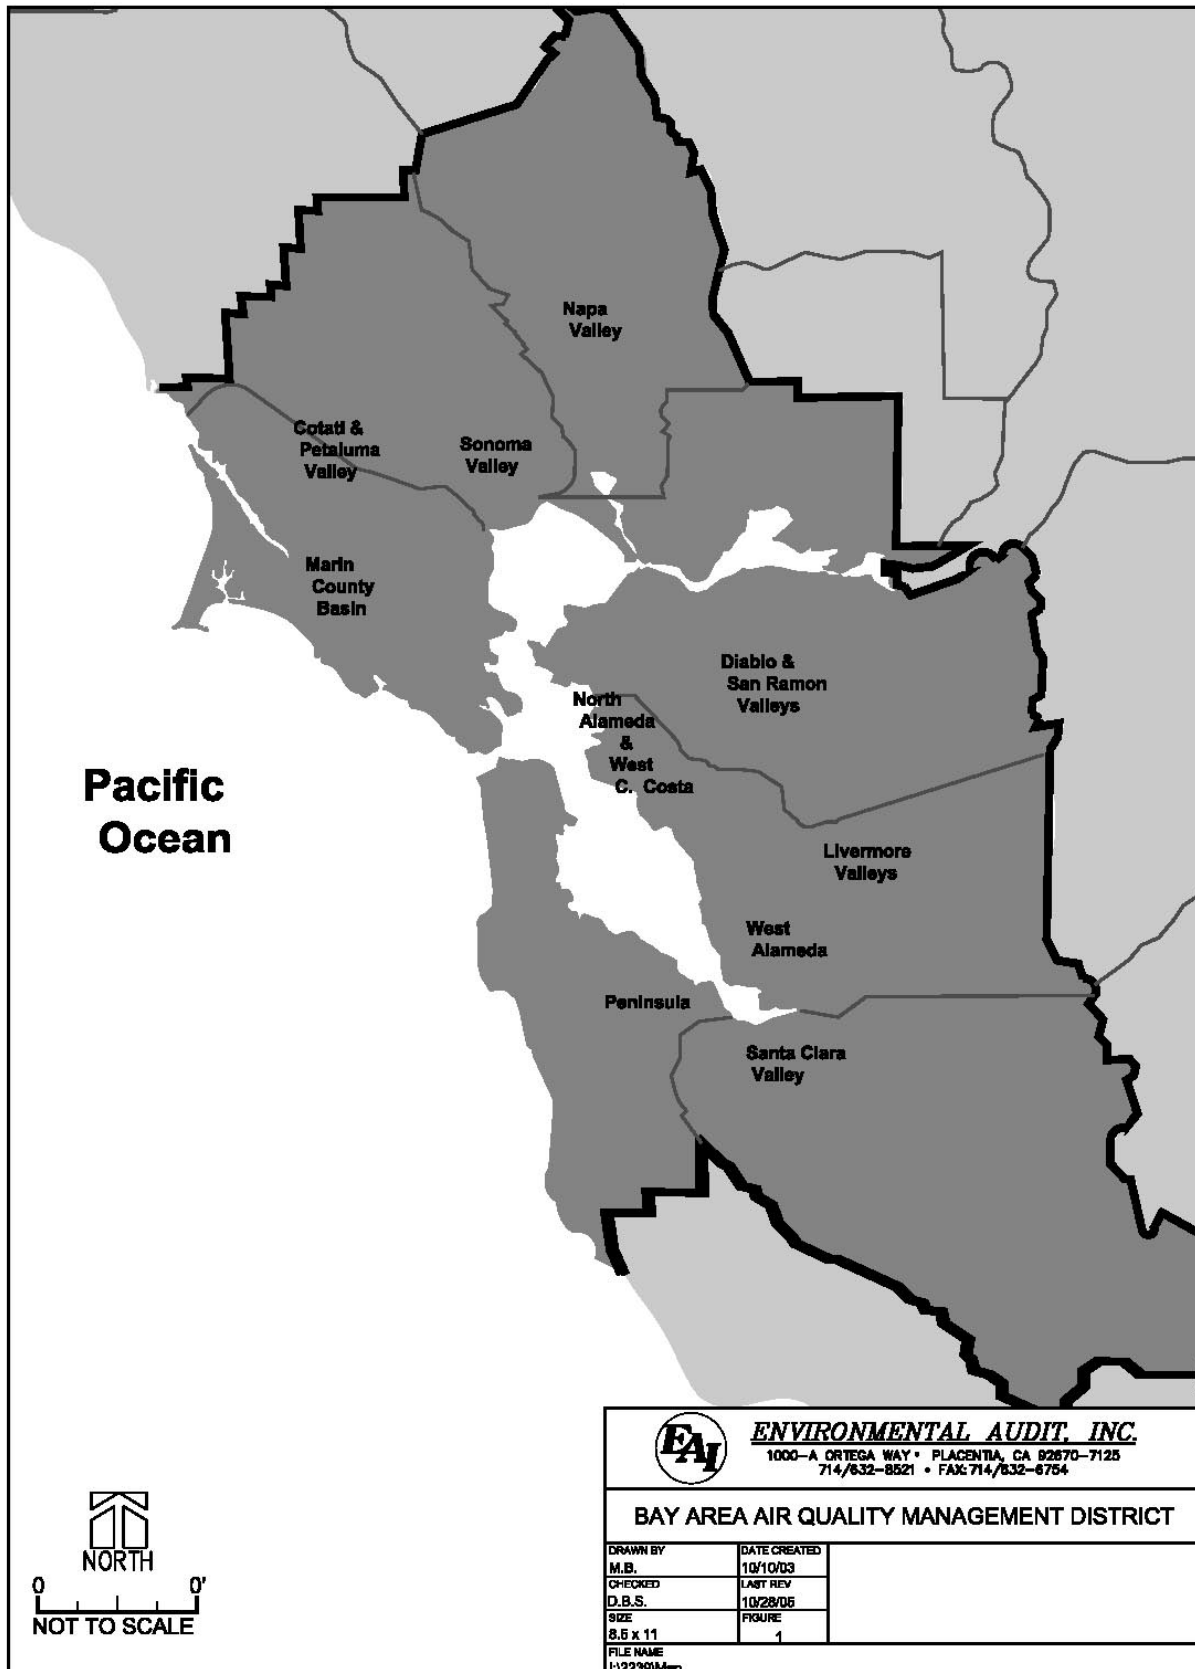 Napa
Valley
Cotati &
Petaluma
Valley
Sonoma
Valley
Marin
County
Basin
Diablo &
San Ramon
Valleys
North
Alameda
&
West
C. Costa
Pacific
Ocean
Livermore
Valleys
West
Alameda
Peninsula
Santa Clara
Valley
NORTH
0 0'
NOT TO SCALE
EAI
ENVIRONMENTAL AUDIT, INC.
1000-A ORTEGA WAY • PLACENTIA, CA 92670-7125
714/632-8521 • FAX: 714/632-6754
BAY AREA AIR QUALITY MANAGEMENT DISTRICT
DRAWN BY
M.B.
DATE CREATED
10/10/03
CHECKED
D.B.S.
LAST REV
SIZE
8.5 x 11
FIGURE
1
FILE NAME